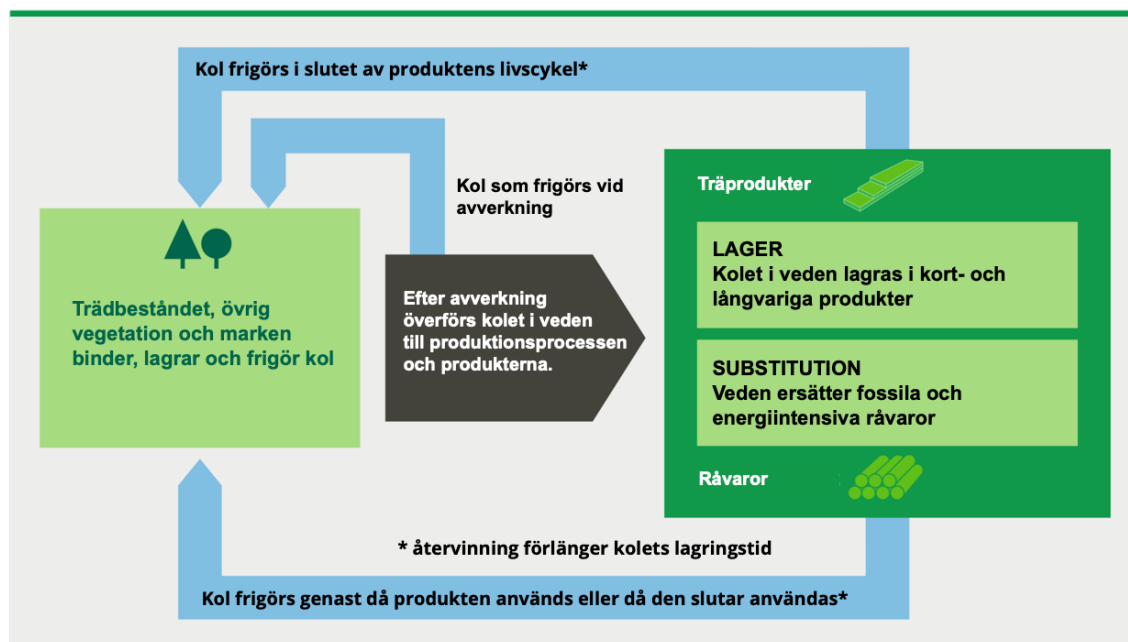 Kol frigörs i slutet av produktens livscykel*
Kol som frigörs vid
avverkning
Trädbeståndet, övrig
vegetation och marken
binder, lagrar och frigör kol
Efter avverkning
överförs kolet i veden
till produktionsprocessen
och produkterna.
Träprodukter
LAGER
Kolet i veden lagras i kort- och
långvariga produkter
SUBSTITUTION
Veden ersätter fossila och
energiintensiva råvaror
Råvaror
* återvinning förlänger kolets lagringstid
Kol frigörs genast då produkten används eller då den slutar användas*